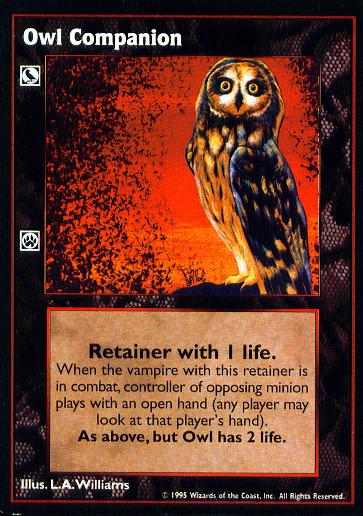 Owl Companion
Retainer with 1 life.
When the vampire with this retainer is
in combat, controller of opposing minion
plays with an open hand (any player may
look at that player's hand).
As above, but Owl has 2 life.
Illus. L.A. Williams
© 1995 Wizards of the Coast, Inc. All Rights Reserved.